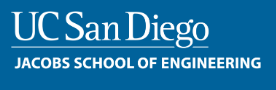 UC San Diego
JACOBS SCHOOL OF ENGINEERING